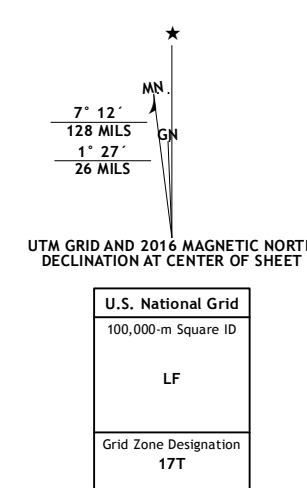 ★
MN
7° 12´
GN
128 MILS
1° 27´
26 MILS
UTM GRID AND 2016 MAGNETIC NORTH
DECLINATION AT CENTER OF SHEET
U.S. National Grid
100,000-m Square ID
LF
Grid Zone Designation
17T